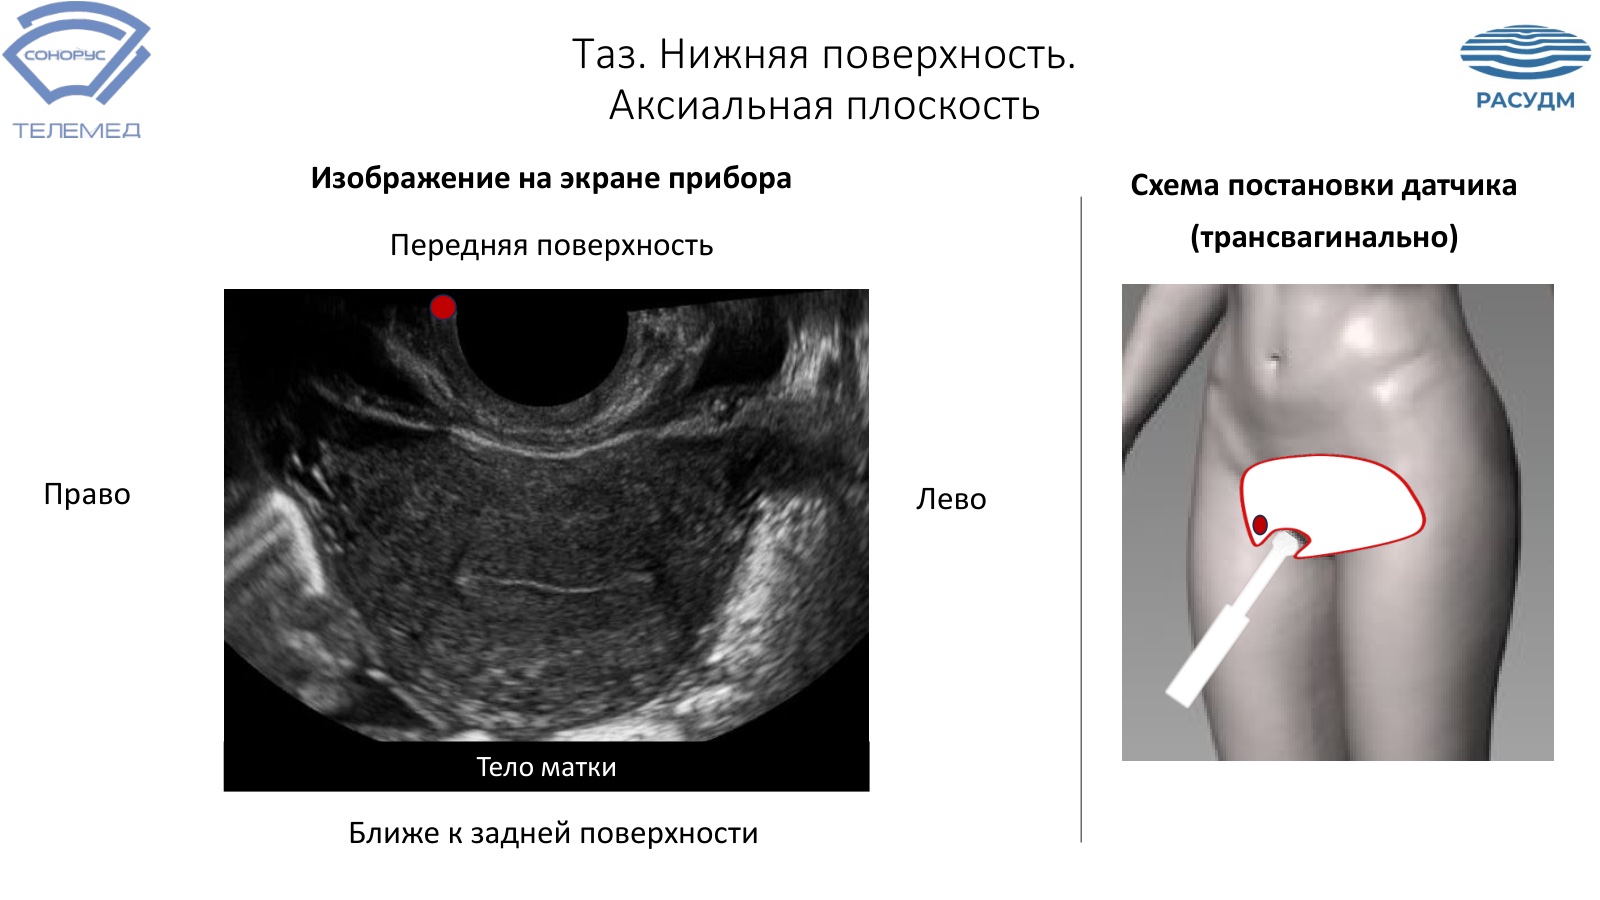 СОНОРУС
ТЕЛЕМЕД
Таз. Нижняя поверхность.
Аксиальная плоскость
РАСУДМ
Изображение на экране прибора
Передняя поверхность
Право
Лево
Тело матки
Ближе к задней поверхности
Схема постановки датчика
(трансвагинально)